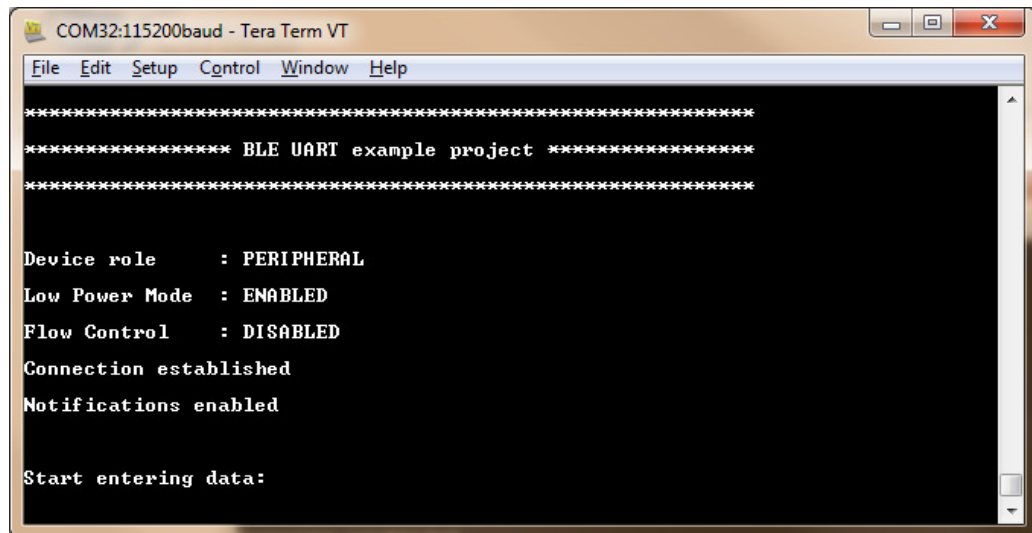 COM32:115200baud - Tera Term VT
File Edit Setup Control Window Help
************************************************************
***************** BLE UART example project *****************
************************************************************
Device role     : PERIPHERAL
Low Power Mode  : ENABLED
Flow Control    : DISABLED
Connection established
Notifications enabled
Start entering data: